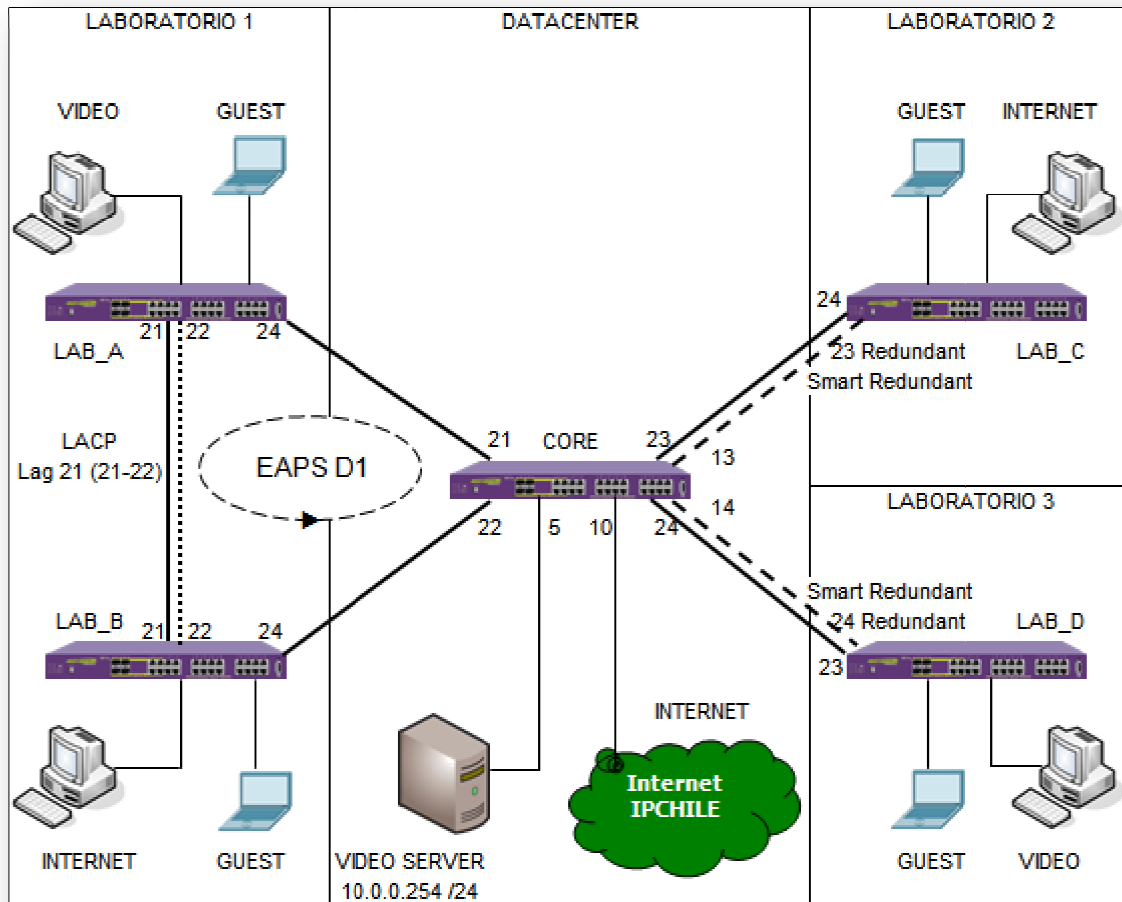 LABORATORIO 1
DATACENTER
LABORATORIO 2
VIDEO
GUEST
GUEST
INTERNET
21
22
24
LAB_A
24
23 Redundant
LAB_C
Smart Redundant
LACP
Lag 21 (21-22)
EAPS D1
21
CORE
23
13
22
5
10
24
14
LABORATORIO 3
Smart Redundant
24 Redundant
LAB_D
23
LAB_B
21
22
24
INTERNET
Internet
IPCHILE
INTERNET
GUEST
VIDEO SERVER
10.0.0.254 /24
GUEST
VIDEO